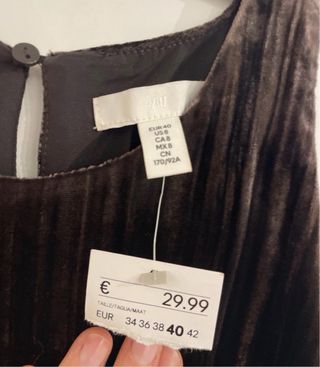 EUR 40
US 8
CA 8
MX 8
CN
170/92A
€ 29.99
TAILLE/TAGLIA/MAAT
EUR 34 36 38 40 42